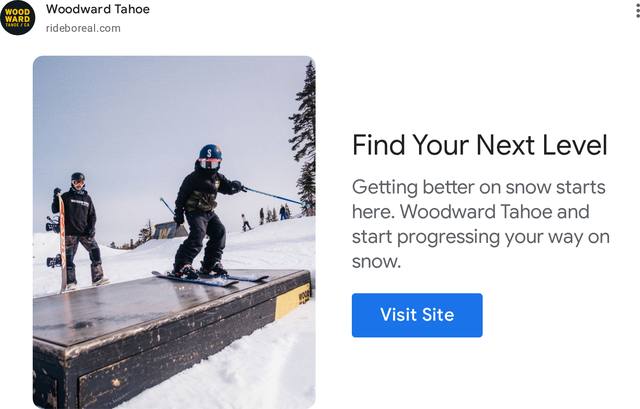 WOOD
WARD
TAHOE / CA
Woodward Tahoe
rideboreal.com
S
WOOD
Find Your Next Level
Getting better on snow starts
here. Woodward Tahoe and
start progressing your way on
snow.
Visit Site